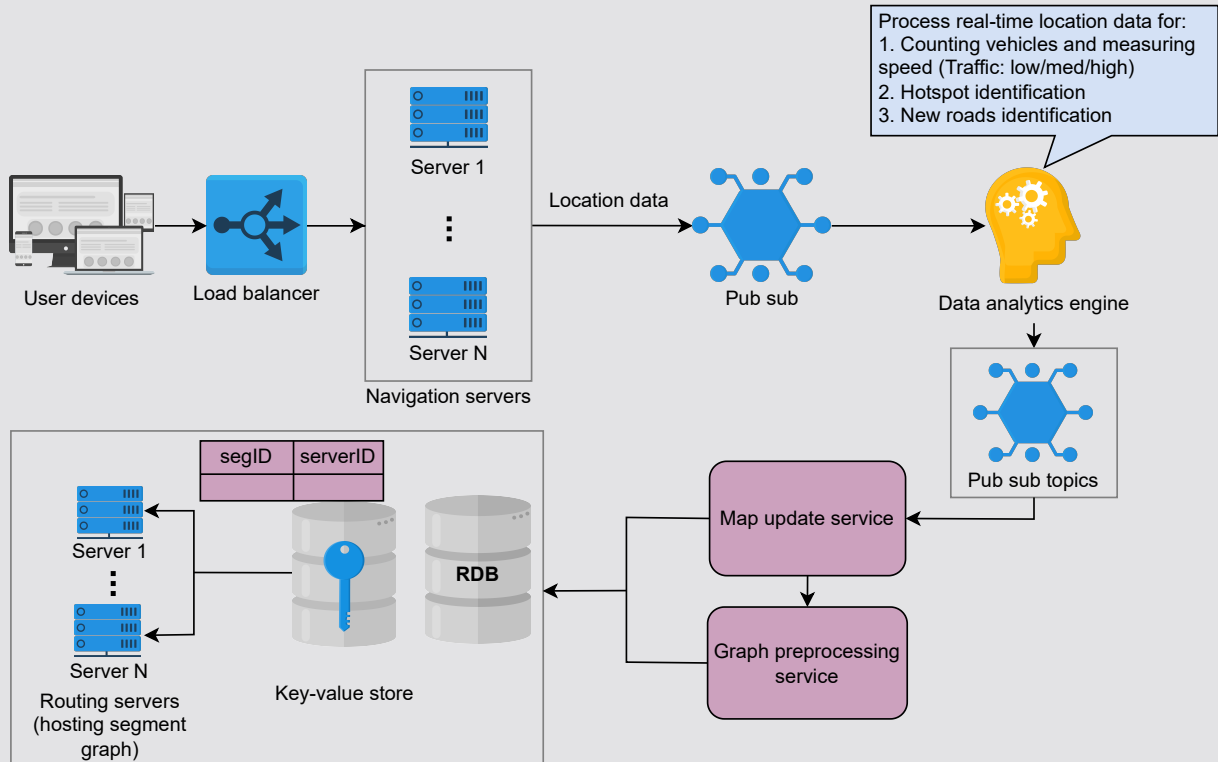 Process real-time location data for:
1. Counting vehicles and measuring
speed (Traffic: low/med/high)
2. Hotspot identification
3. New roads identification
User devices
Load balancer
Server 1
Server N
Navigation servers
Location data
Pub sub
Data analytics engine
Pub sub topics
Map update service
Graph preprocessing
service
segID
serverID
RDB
Key-value store
Server 1
Server N
Routing servers
(hosting segment
graph)